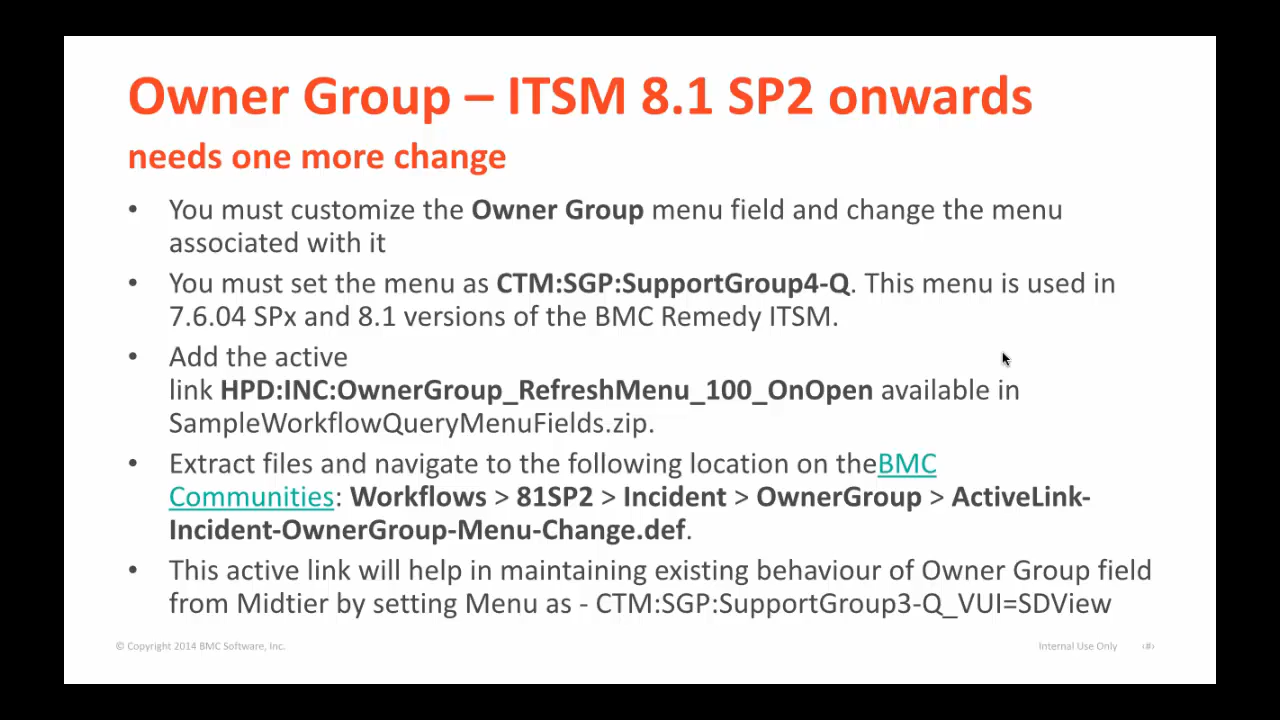 Owner Group – ITSM 8.1 SP2 onwards
needs one more change
• You must customize the Owner Group menu field and change the menu
associated with it
• You must set the menu as CTM:SGP:SupportGroup4-Q. This menu is used in
7.6.04 SPx and 8.1 versions of the BMC Remedy ITSM.
• Add the active
link HPD:INC:OwnerGroup_RefreshMenu_100_OnOpen available in
SampleWorkflowQueryMenuFields.zip.
• Extract files and navigate to the following location on theBMC
Communities: Workflows > 81SP2 > Incident > OwnerGroup > ActiveLink-
Incident-OwnerGroup-Menu-Change.def.
• This active link will help in maintaining existing behaviour of Owner Group field
from Midtier by setting Menu as - CTM:SGP:SupportGroup3-Q_VUI=SDView
© Copyright 2014 BMC Software, Inc.
Internal Use Only ‹#›